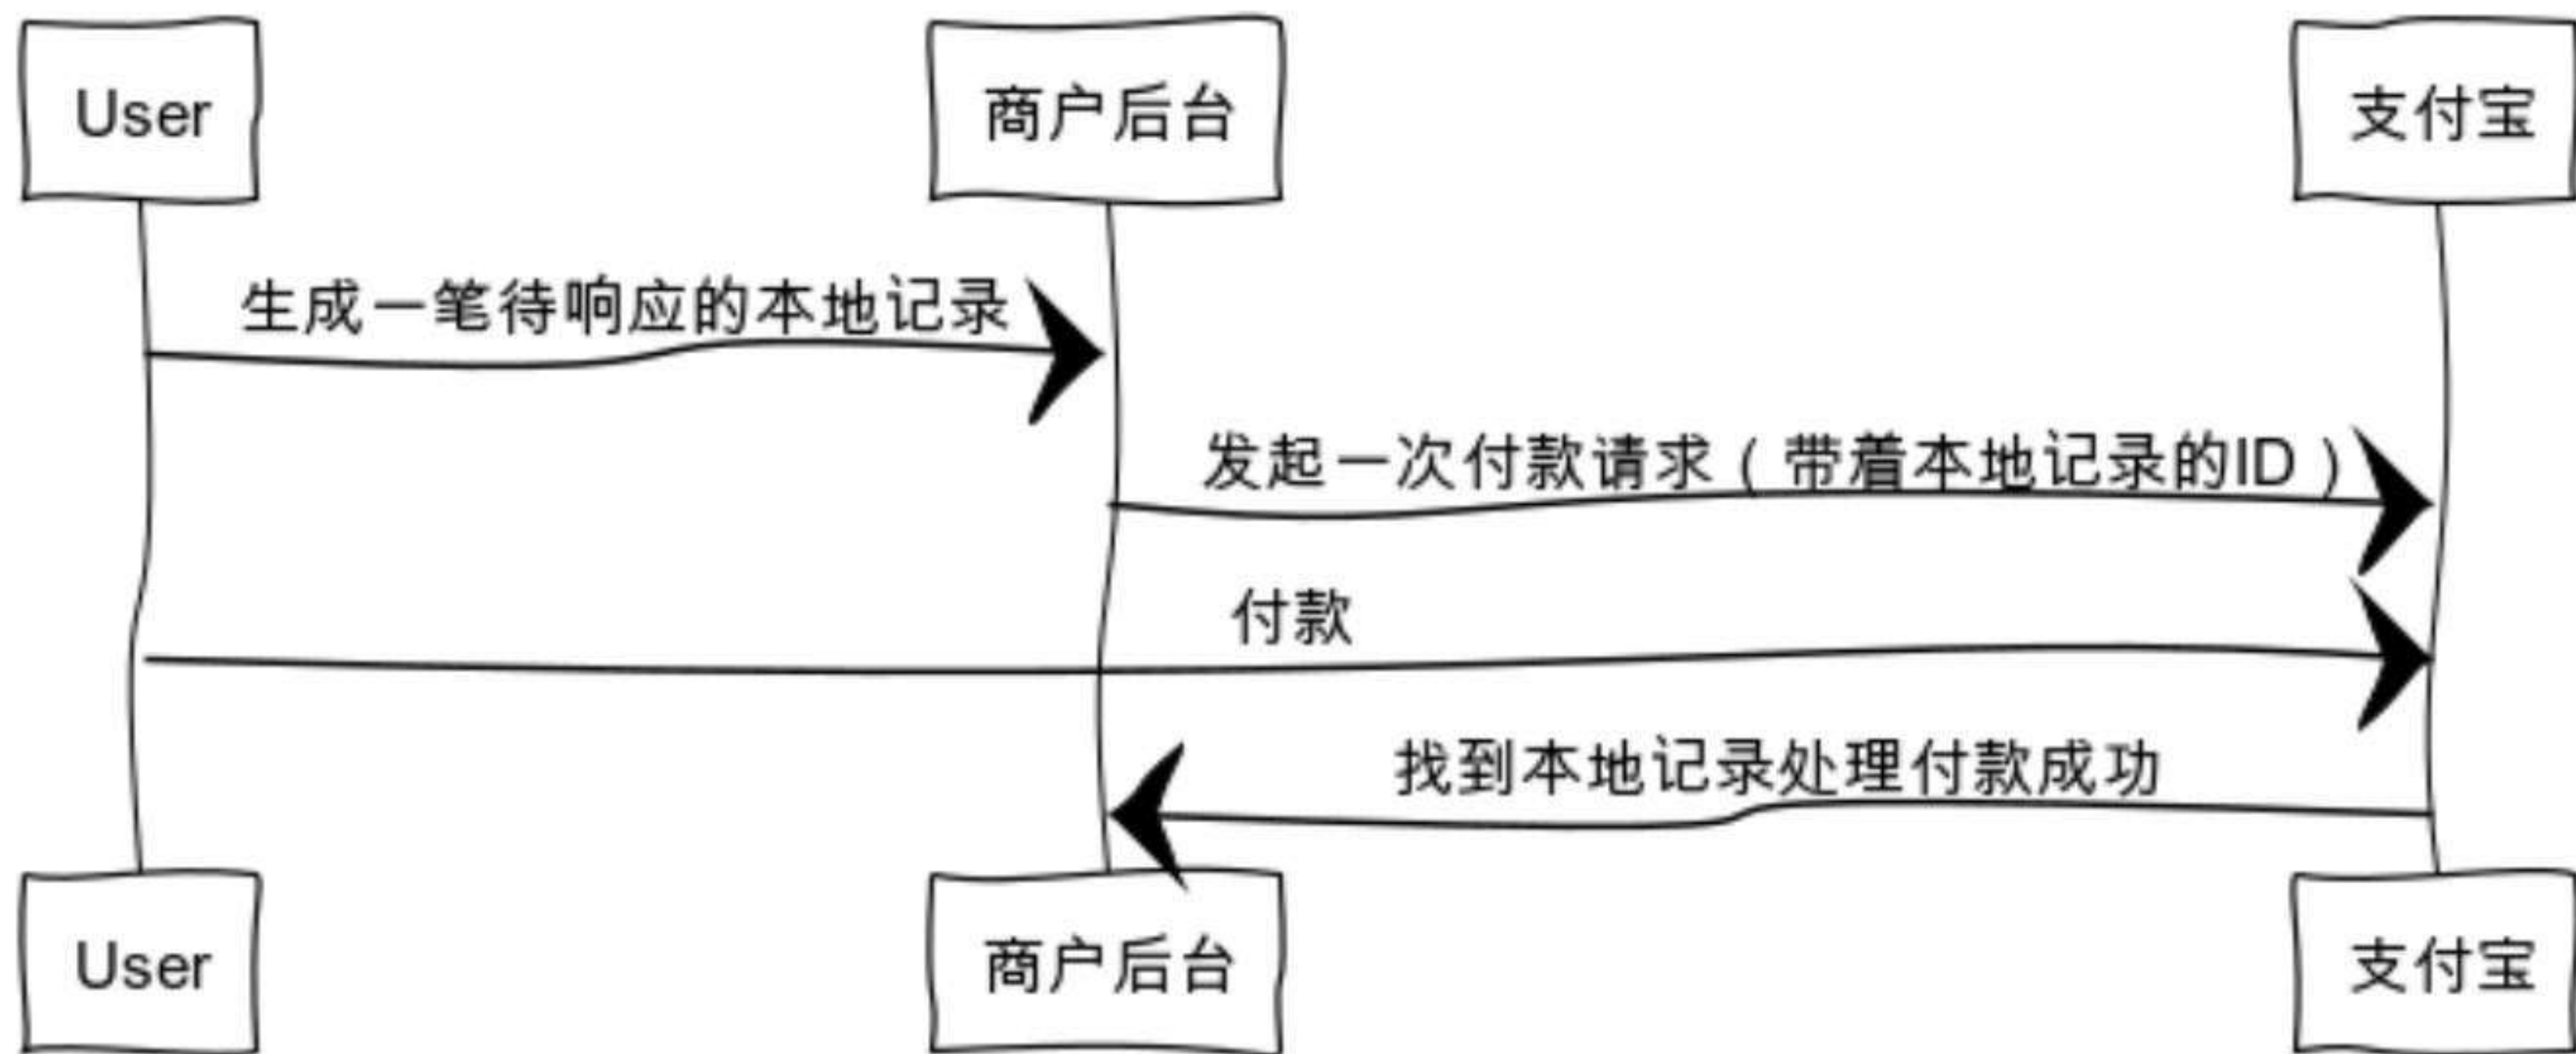 User
商户后台
支付宝
生成一笔待响应的本地记录
发起一次付款请求（带着本地记录的ID）
付款
找到本地记录处理付款成功
User
商户后台
支付宝